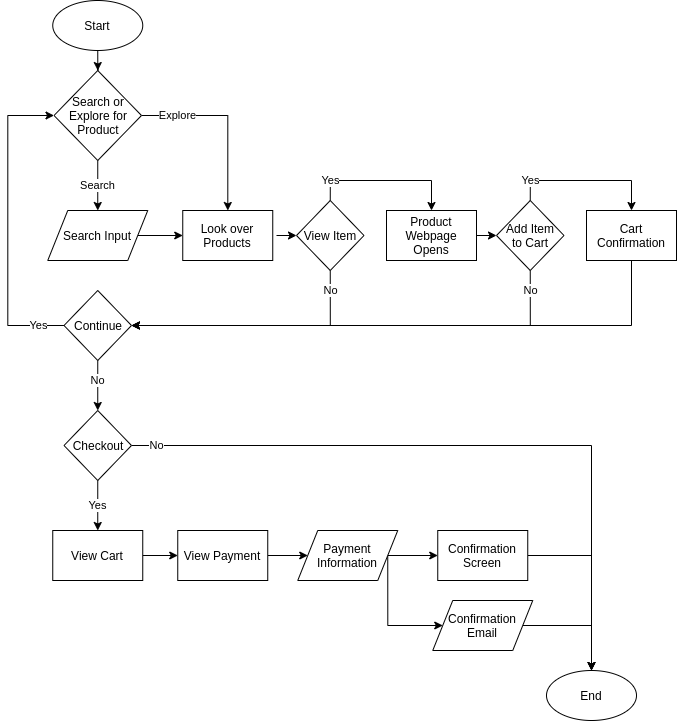 Start
Search or
Explore for
Product
Explore
Search
Yes
Yes
Search Input
Look over
Products
View Item
Product
Webpage
Opens
Add Item
to Cart
Cart
Confirmation
No
No
Yes
Continue
No
Checkout
No
Yes
View Cart
View Payment
Payment
Information
Confirmation
Screen
Confirmation
Email
End